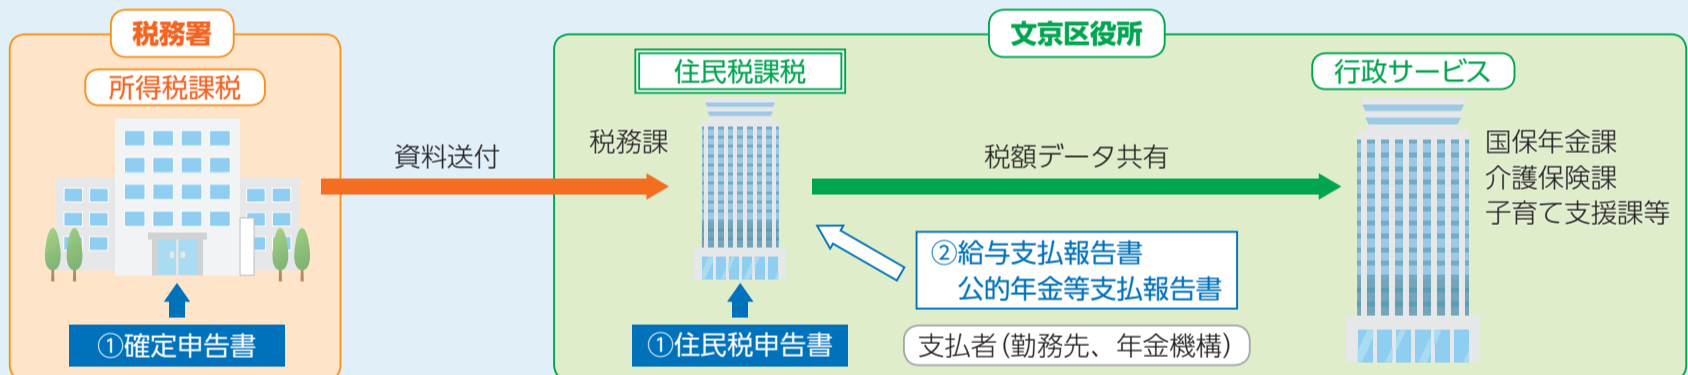 税務署
所得税課税
①確定申告書
資料送付
文京区役所
住民税課税
税務課
①住民税申告書
税額データ共有
②給与支払報告書
公的年金等支払報告書
支払者(勤務先、年金機構)
行政サービス
国保年金課
介護保険課
子育て支援課等